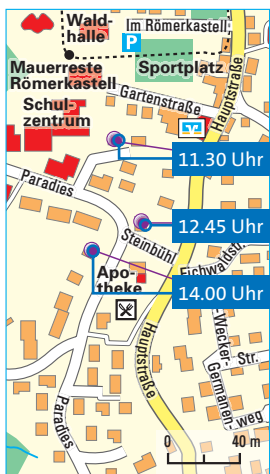 Wald-
halle
Im Römerkastell
P
Mauerreste
Römerkastell
Sportplatz
Schul-
zentrum
Gartenstraße
Hauptstraße
11.30 Uhr
Paradies
12.45 Uhr
Steinbühl
Eichwaldstr.
Apo-
theke
14.00 Uhr
Hauptstraße
-Wacker-
Str.
Germanen-
weg
Paradies
0 40 m